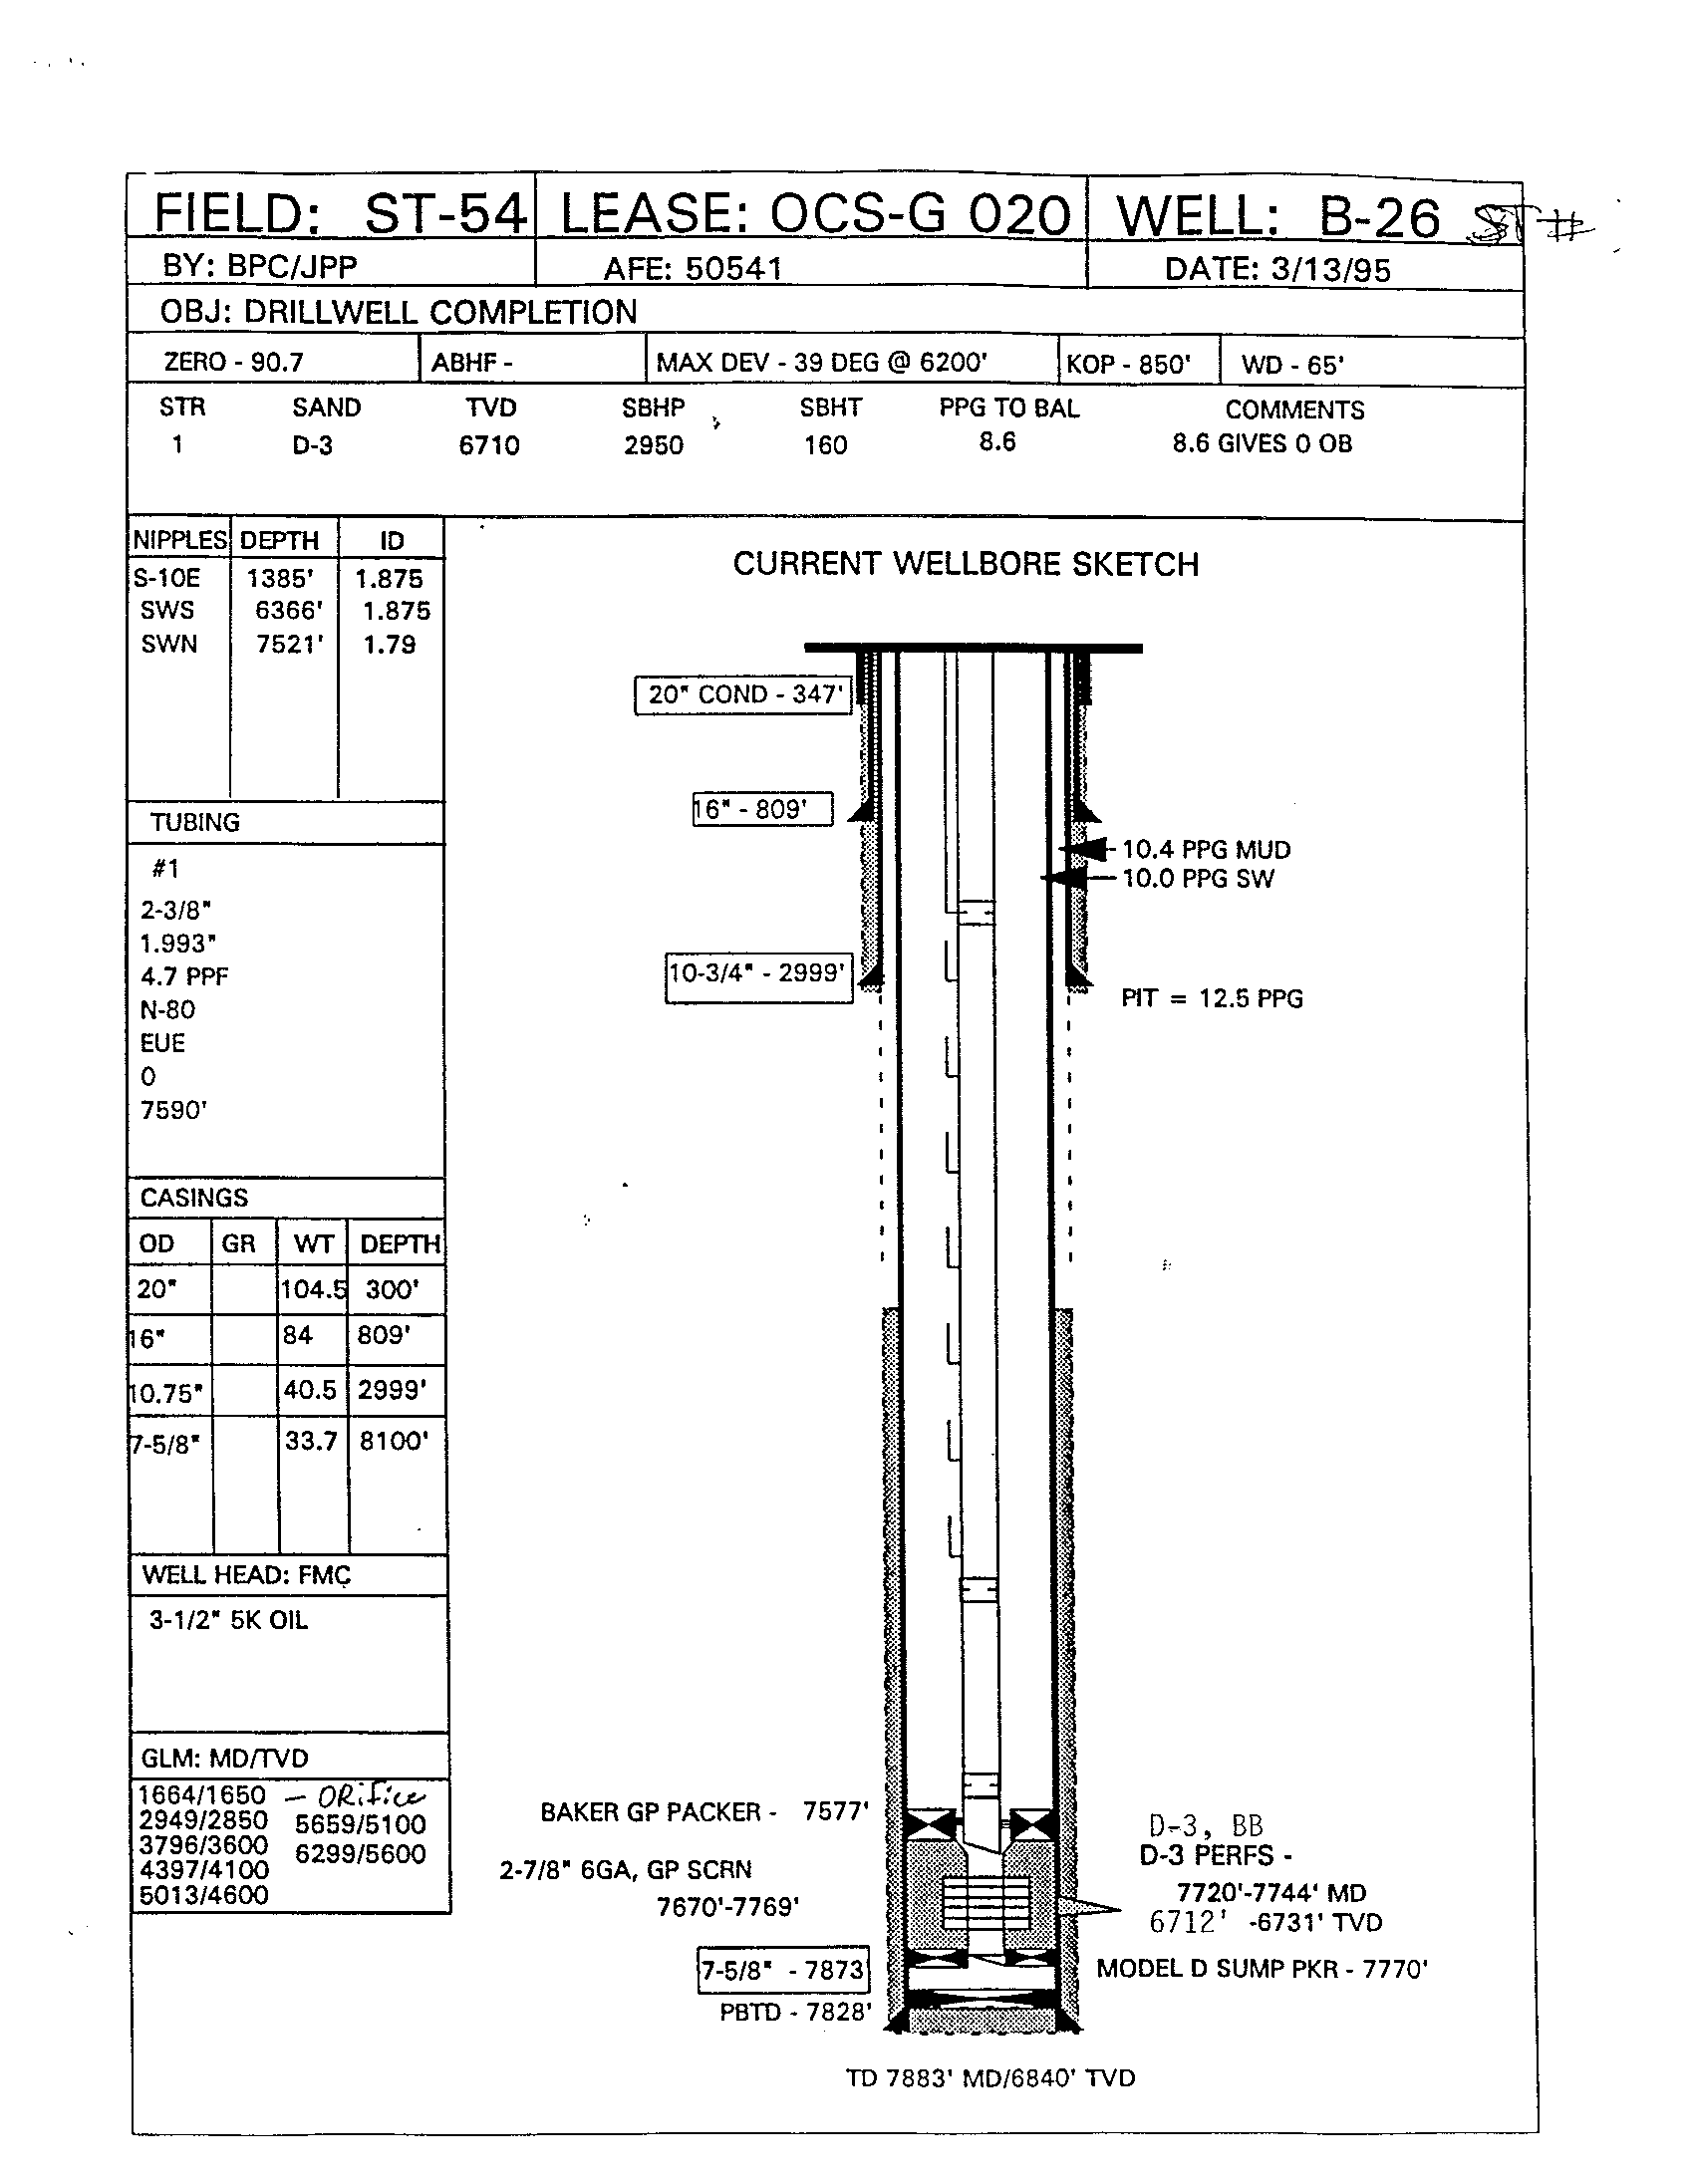 FIELD: ST-54 LEASE: OCS-G 020 WELL: B-26 ST #
BY: BPC/JPP AFE: 50541 DATE: 3/13/95
OBJ: DRILLWELL COMPLETION
ZERO - 90.7 ABHF - MAX DEV - 39 DEG @ 6200' KOP - 850' WD - 65'
STR SAND TVD SBHP SBHT PPG TO BAL COMMENTS
1 D-3 6710 2950 160 8.6 8.6 GIVES 0 OB
NIPPLES DEPTH ID
S-10E 1385' 1.875
SWS 6366' 1.875
SWN 7521' 1.79
TUBING
#1
2-3/8"
1.993"
4.7 PPF
N-80
EUE
0
7590'
CASINGS
OD GR WT DEPTH
20" 104.5 300'
16" 84 809'
10.75" 40.5 2999'
7-5/8" 33.7 8100'
WELL HEAD: FMC
3-1/2" 5K OIL
GLM: MD/TVD
1664/1650 - ORifice
2949/2850 5659/5100
3796/3600 6299/5600
4397/4100
5013/4600
CURRENT WELLBORE SKETCH
20" COND - 347'
16" - 809'
10.4 PPG MUD
10.0 PPG SW
10-3/4" - 2999'
PIT = 12.5 PPG
BAKER GP PACKER - 7577'
2-7/8" 6GA, GP SCRN
7670'-7769'
D-3, BB
D-3 PERFS -
7720'-7744' MD
6712' -6731' TVD
7-5/8" - 7873
MODEL D SUMP PKR - 7770'
PBTD - 7828'
TD 7883' MD/6840' TVD